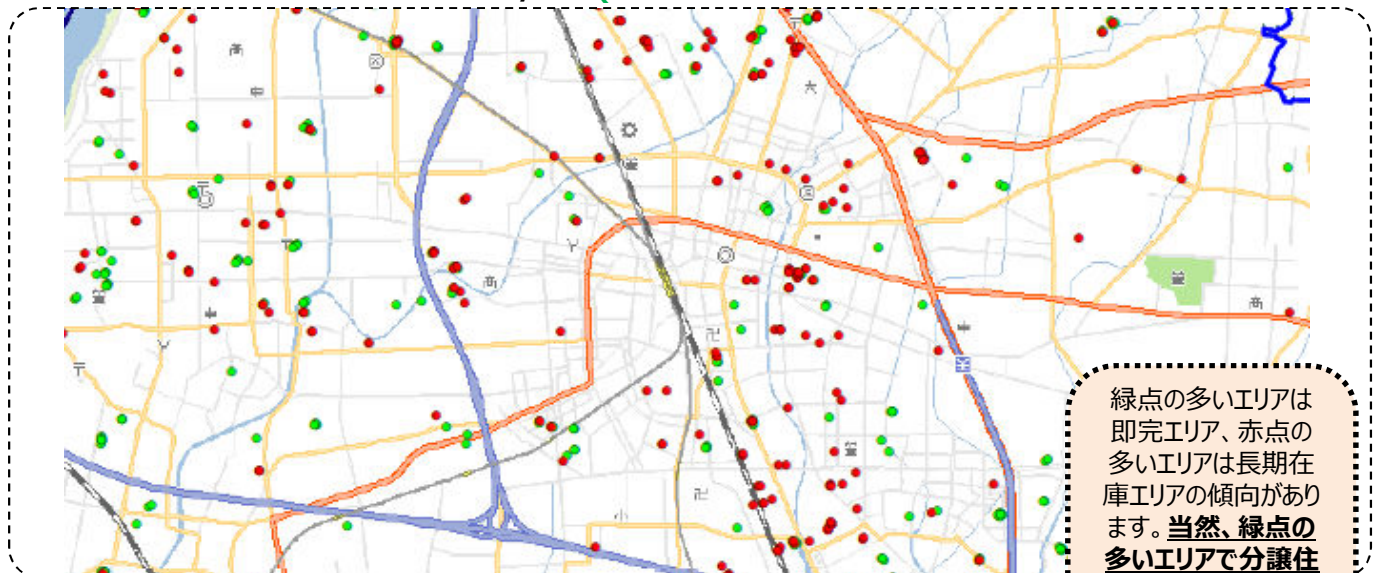 緑点の多いエリアは
即完エリア、赤点の
多いエリアは長期在
庫エリアの傾向があり
ます。当然、緑点の
多いエリアで分譲住